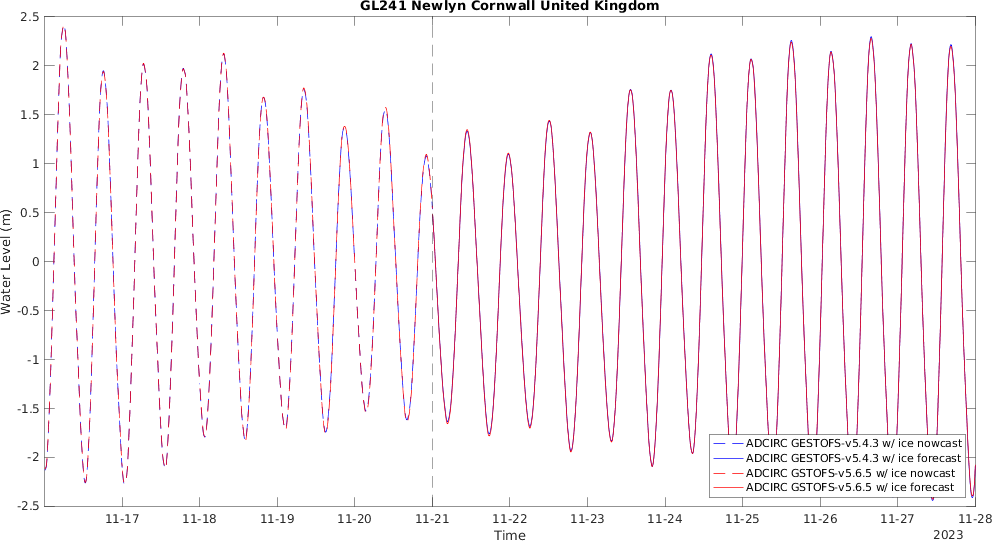 GL241 Newlyn Cornwall United Kingdom
2.5
2
1.5
1
0.5
0
-0.5
-1
-1.5
-2
-2.5
Water Level (m)
ADCIRC GESTOFS-v5.4.3 w/ ice nowcast
ADCIRC GESTOFS-v5.4.3 w/ ice forecast
ADCIRC GSTOFS-v5.6.5 w/ ice nowcast
ADCIRC GSTOFS-v5.6.5 w/ ice forecast
11-17 11-18 11-19 11-20 11-21 11-22 11-23 11-24 11-25 11-26 11-27 11-28
Time
2023